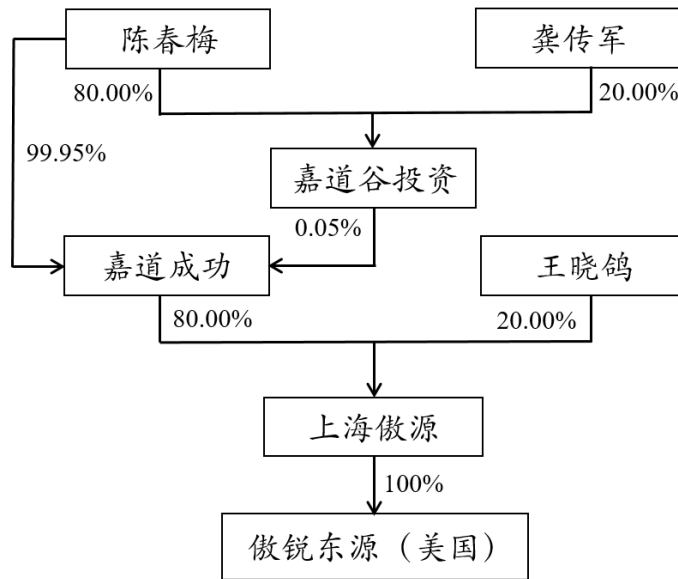 陈春梅
龚传军
80.00%
20.00%
99.95%
嘉道谷投资
0.05%
嘉道成功
王晓鸽
80.00%
20.00%
上海傲源
100%
傲锐东源（美国）